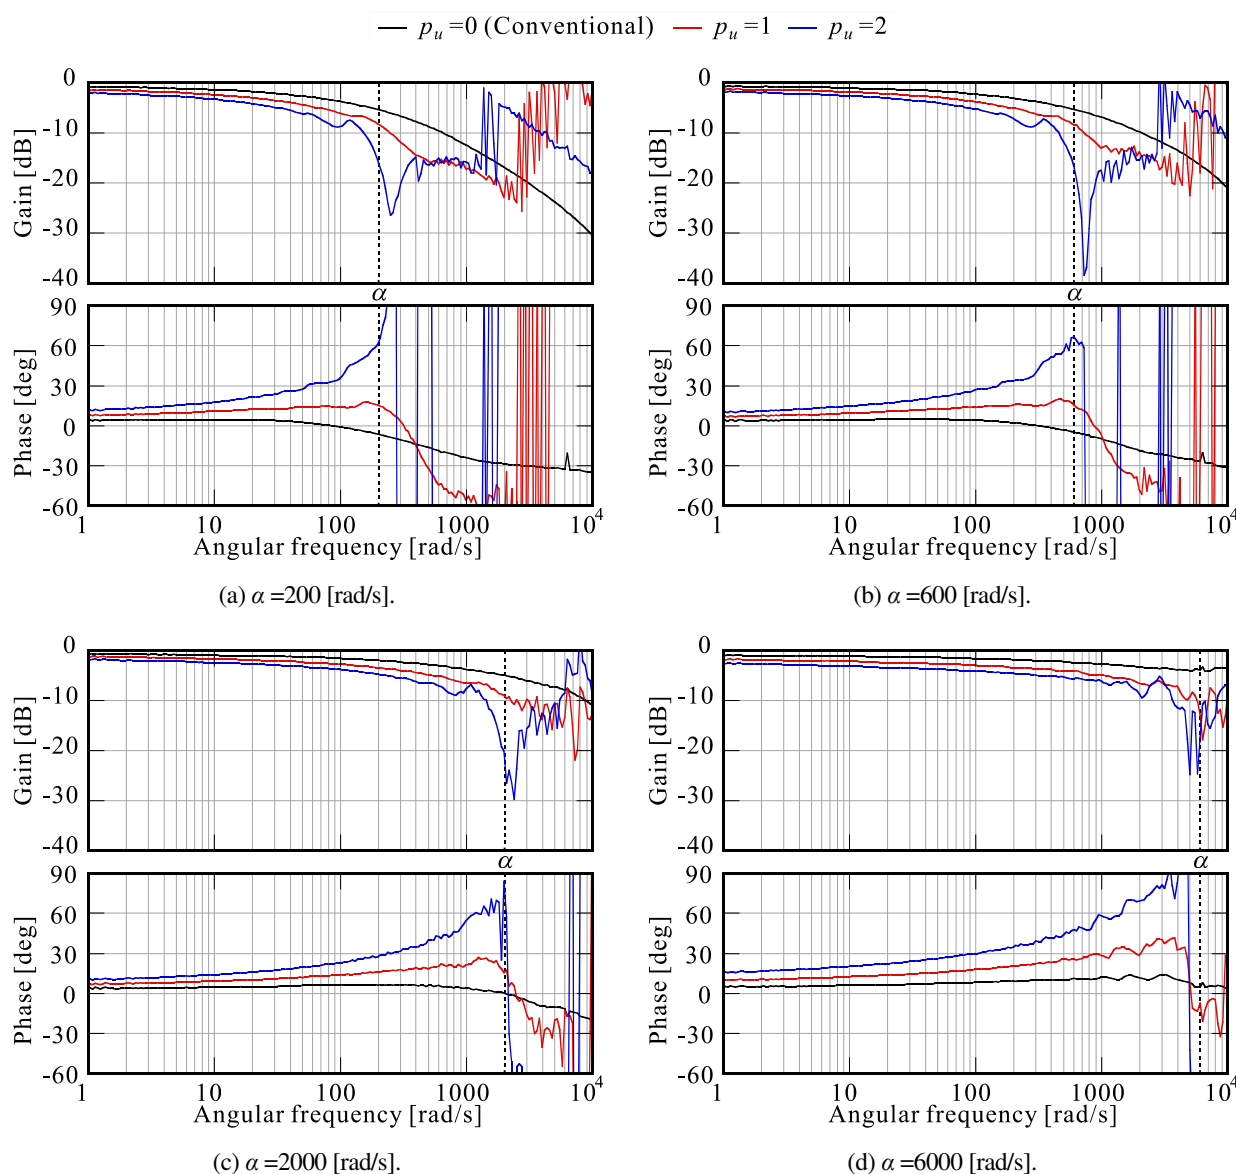 p_u=0 (Conventional) p_u=1 p_u=2
0
-10
-20
-30
-40
Gain [dB]
α
90
60
30
0
-30
-60
Phase [deg]
1 10 100 1000 10^4
Angular frequency [rad/s]
(a) α =200 [rad/s].
0
-10
-20
-30
-40
Gain [dB]
α
90
60
30
0
-30
-60
Phase [deg]
1 10 100 1000 10^4
Angular frequency [rad/s]
(b) α =600 [rad/s].
0
-10
-20
-30
-40
Gain [dB]
α
90
60
30
0
-30
-60
Phase [deg]
1 10 100 1000 10^4
Angular frequency [rad/s]
(c) α =2000 [rad/s].
0
-10
-20
-30
-40
Gain [dB]
α
90
60
30
0
-30
-60
Phase [deg]
1 10 100 1000 10^4
Angular frequency [rad/s]
(d) α =6000 [rad/s].